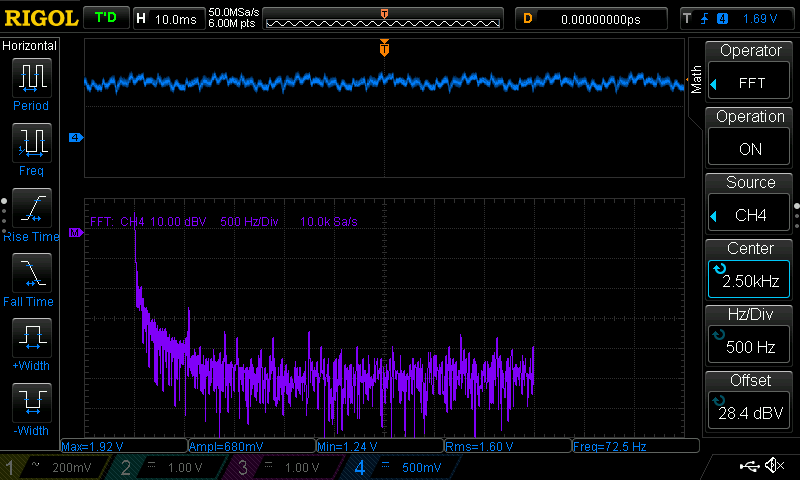 RIGOL T'D H 10.0ms 50.0MSa/s 6.00M pts T D 0.00000000ps T 4 1.69 V
Horizontal
Period
Freq
Rise Time
Fall Time
+Width
-Width
T
4
FFT: CH4 10.00 dBV 500 Hz/Div 10.0k Sa/s
M
Math
Operator
FFT
Operation
ON
Source
CH4
Center
2.50kHz
Hz/Div
500 Hz
Offset
28.4 dBV
Max=1.92 V Ampl=680mV Min=1.24 V Rms=1.60 V Freq=72.5 Hz
1 200mV 2 1.00 V 3 1.00 V 4 500mV